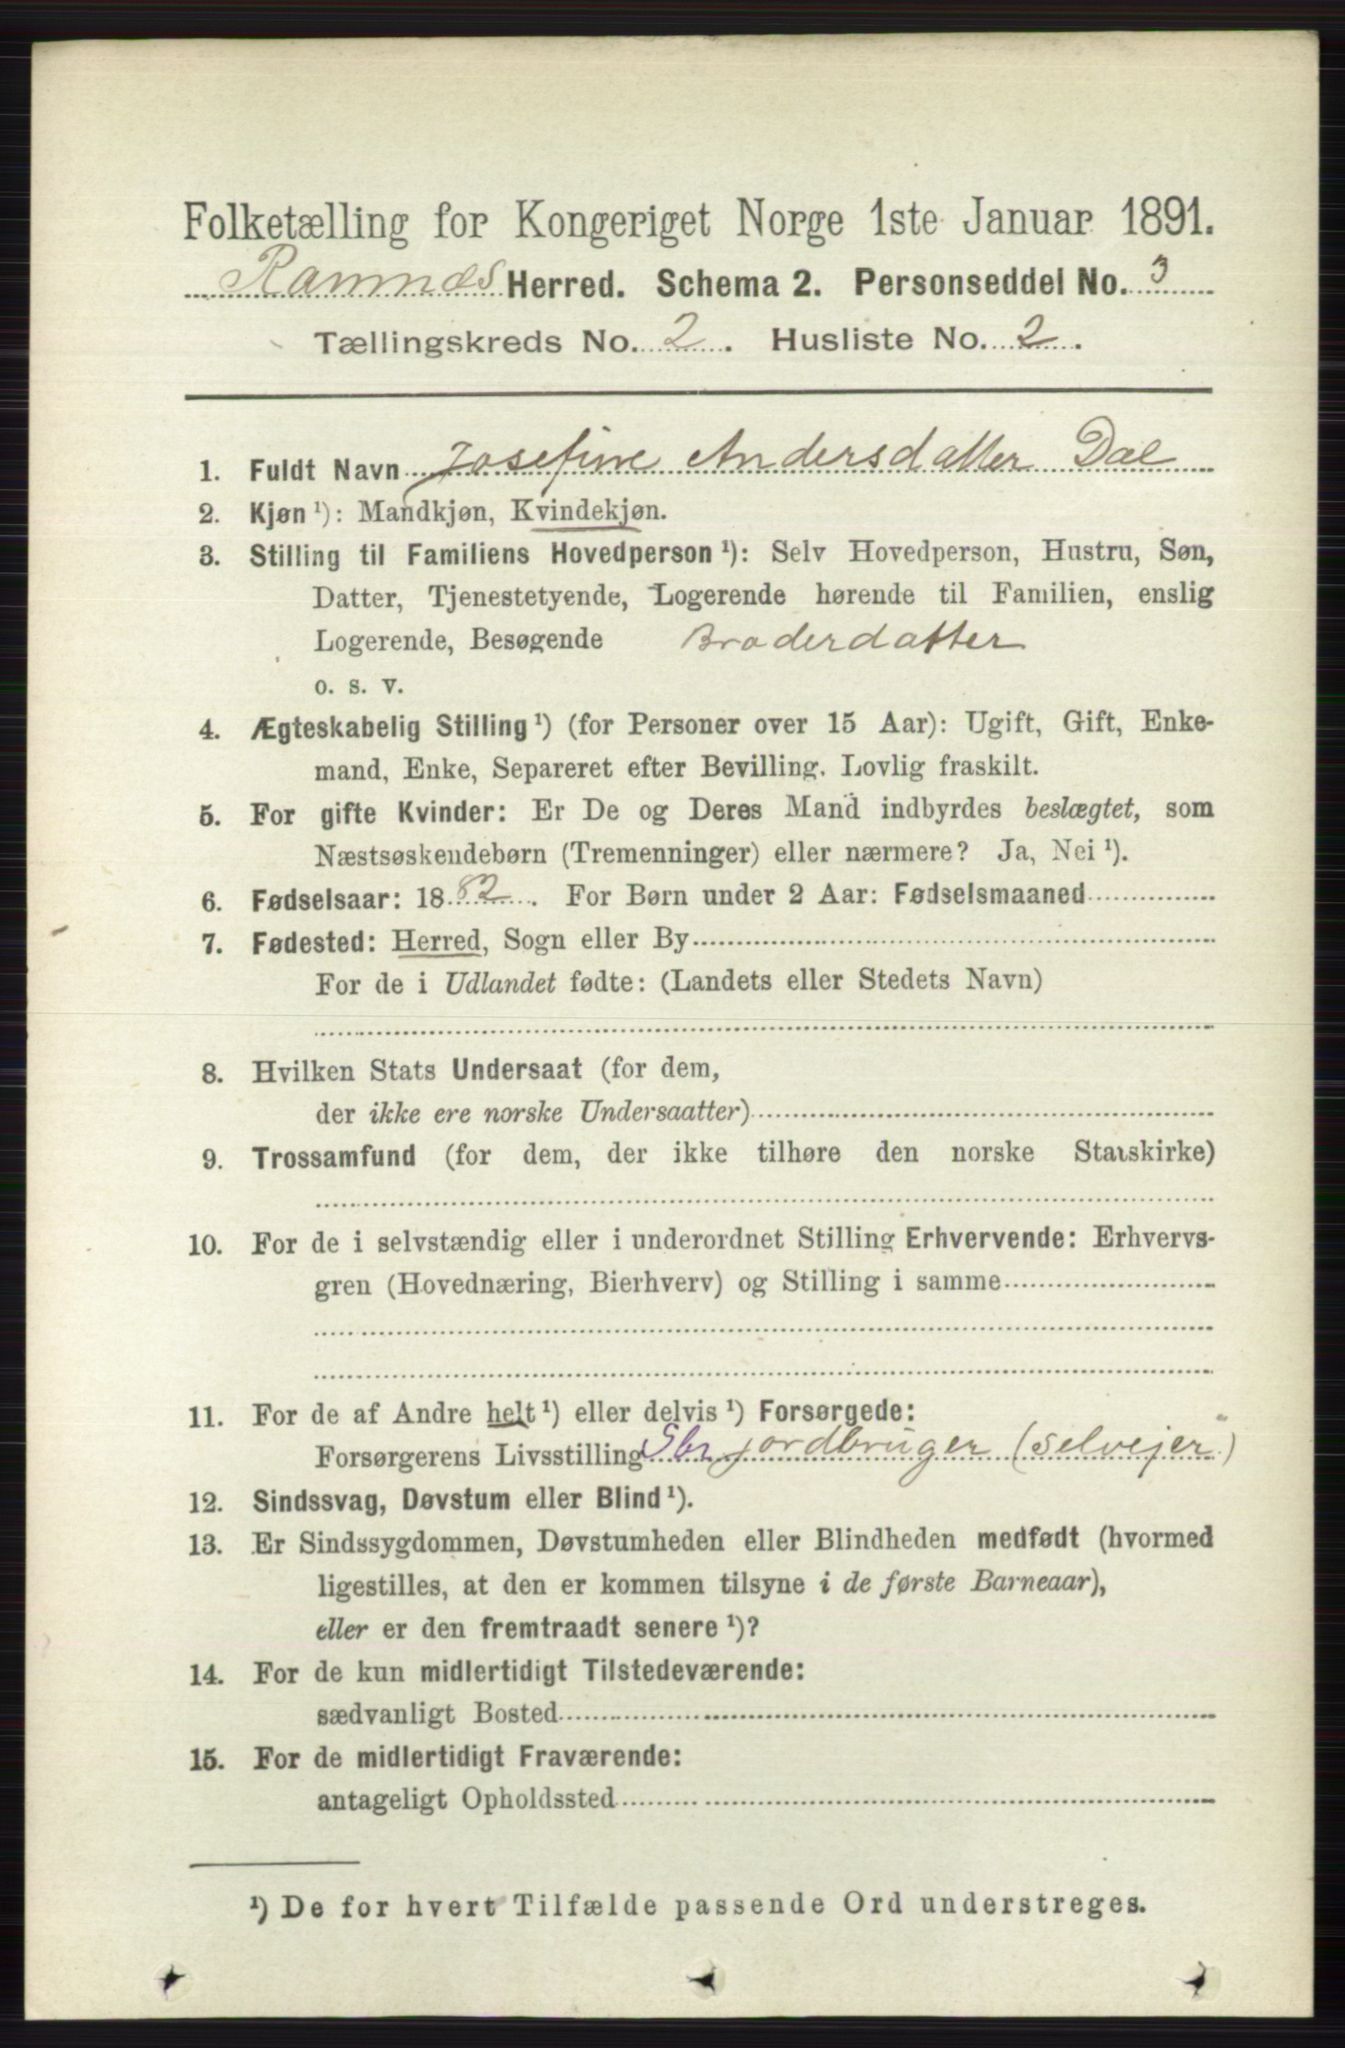 Folketælling for Kongeriget Norge 1ste Januar 1891.
Ramnæs Herred. Schema 2. Personseddel No. 3
Tællingskreds No. 2. Husliste No. 2.
1. Fuldt Navn Josefine Andersdatter Dal
2. Kjøn ¹): Mandkjøn, Kvindekjøn.
3. Stilling til Familiens Hovedperson ¹): Selv Hovedperson, Hustru, Søn,
Datter, Tjenestetyende, Logerende hørende til Familien, enslig
Logerende, Besøgende Broderdatter
o. s. v.
4. Ægteskabelig Stilling ¹) (for Personer over 15 Aar): Ugift, Gift, Enke-
mand, Enke, Separeret efter Bevilling. Lovlig fraskilt.
5. For gifte Kvinder: Er De og Deres Mand indbyrdes beslægtet, som
Næstsøskendebørn (Tremenninger) eller nærmere? Ja, Nei ¹).
6. Fødselsaar: 1882. For Børn under 2 Aar: Fødselsmaaned
7. Fødested: Herred, Sogn eller By
For de i Udlandet fødte: (Landets eller Stedets Navn)
8. Hvilken Stats Undersaat (for dem,
der ikke ere norske Undersaatter)
9. Trossamfund (for dem, der ikke tilhøre den norske Statskirke)
10. For de i selvstændig eller i underordnet Stilling Erhvervende: Erhvervs-
gren (Hovednæring, Bierhverv) og Stilling i samme
11. For de af Andre helt ¹) eller delvis ¹) Forsørgede:
Forsørgerens Livsstilling Sbr jordbruger (selvejer)
12. Sindssvag, Døvstum eller Blind ¹).
13. Er Sindssygdommen, Døvstumheden eller Blindheden medfødt (hvormed
ligestilles, at den er kommen tilsyne i de første Barneaar),
eller er den fremtraadt senere ¹)?
14. For de kun midlertidigt Tilstedeværende:
sædvanligt Bosted
15. For de midlertidigt Fraværende:
antageligt Opholdssted
¹) De for hvert Tilfælde passende Ord understreges.